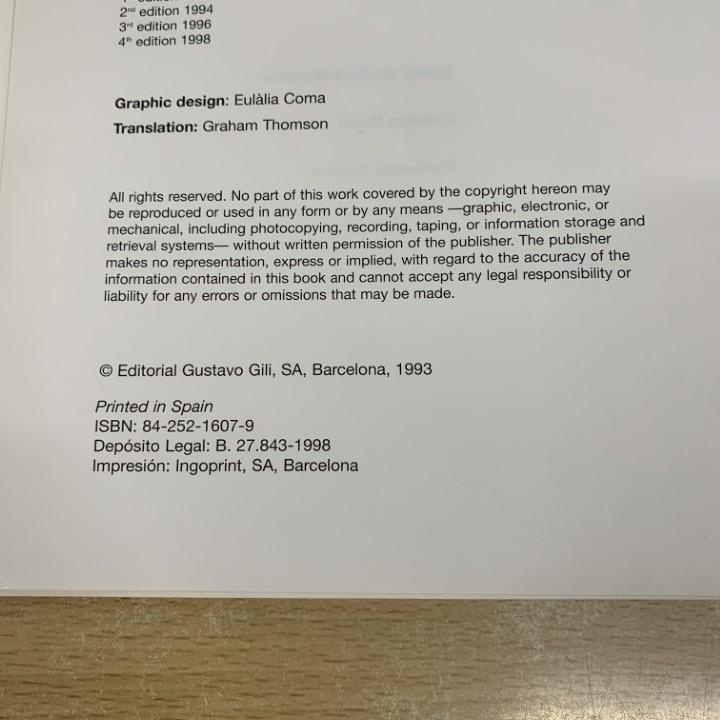 2nd edition 1994
3rd edition 1996
4th edition 1998
Graphic design: Eulàlia Coma
Translation: Graham Thomson
All rights reserved. No part of this work covered by the copyright hereon may
be reproduced or used in any form or by any means —graphic, electronic, or
mechanical, including photocopying, recording, taping, or information storage and
retrieval systems— without written permission of the publisher. The publisher
makes no representation, express or implied, with regard to the accuracy of the
information contained in this book and cannot accept any legal responsibility or
liability for any errors or omissions that may be made.
© Editorial Gustavo Gili, SA, Barcelona, 1993
Printed in Spain
ISBN: 84-252-1607-9
Depósito Legal: B. 27.843-1998
Impresión: Ingoprint, SA, Barcelona